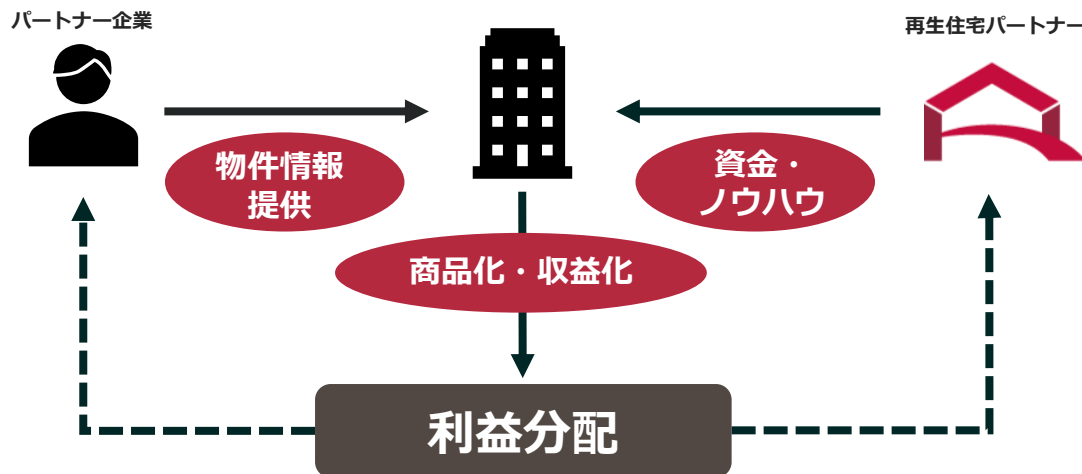 パートナー企業
再生住宅パートナー
物件情報
提供
資金・
ノウハウ
商品化・収益化
利益分配